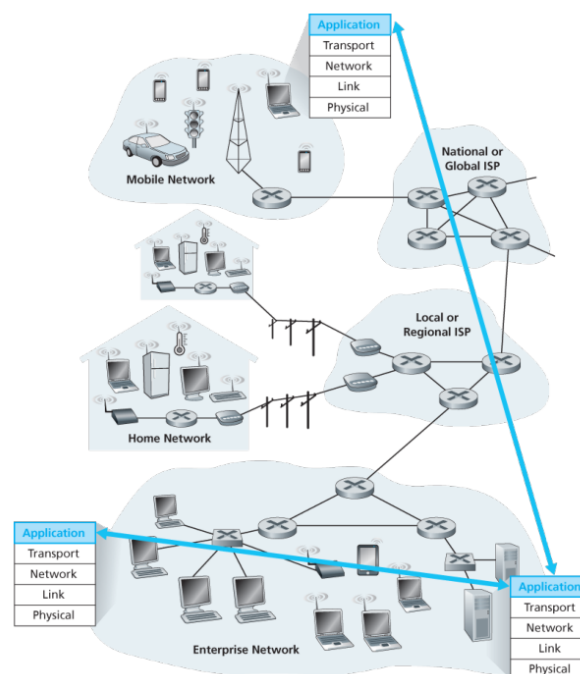 Application
Transport
Network
Link
Physical
National or
Global ISP
Mobile Network
Local or
Regional ISP
Home Network
Application
Transport
Network
Link
Physical
Application
Transport
Network
Link
Physical
Enterprise Network